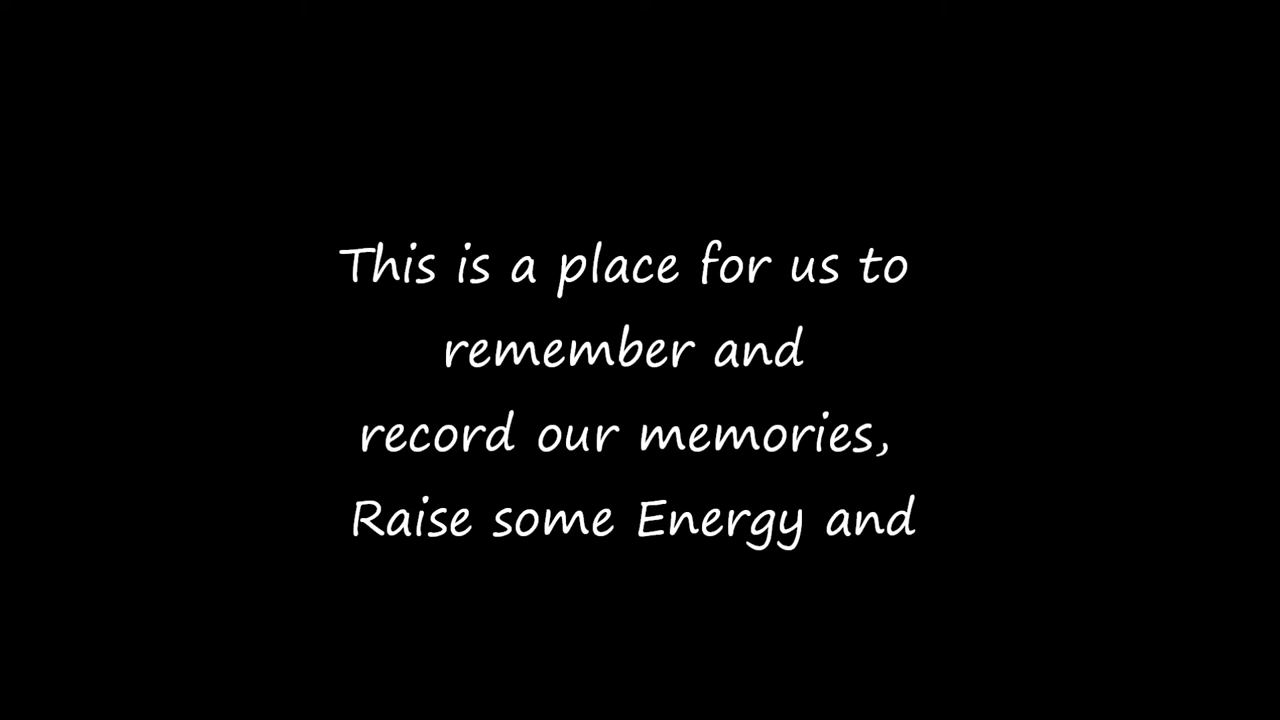 This is a place for us to
remember and
record our memories,
Raise some Energy and